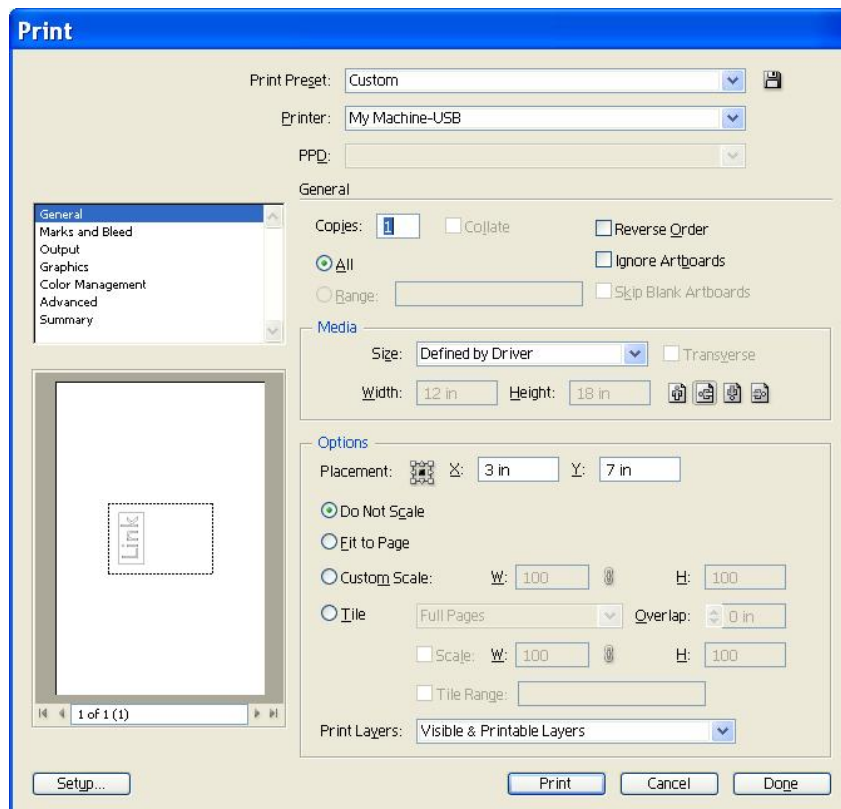 Print
Print Preset: Custom
Printer: My Machine-USB
PPD:
General
General
Marks and Bleed
Output
Graphics
Color Management
Advanced
Summary
Copies: 1 Collate Reverse Order
All Ignore Artboards
Range: Skip Blank Artboards
Media
Size: Defined by Driver Transverse
Width: 12 in Height: 18 in
Options
Placement: X: 3 in Y: 7 in
Do Not Scale
Fit to Page
Custom Scale: W: 100 H: 100
Tile Full Pages Overlap: 0 in
Scale: W: 100 H: 100
Tile Range:
Print Layers: Visible & Printable Layers
Link
1 of 1 (1)
Setup... Print Cancel Done